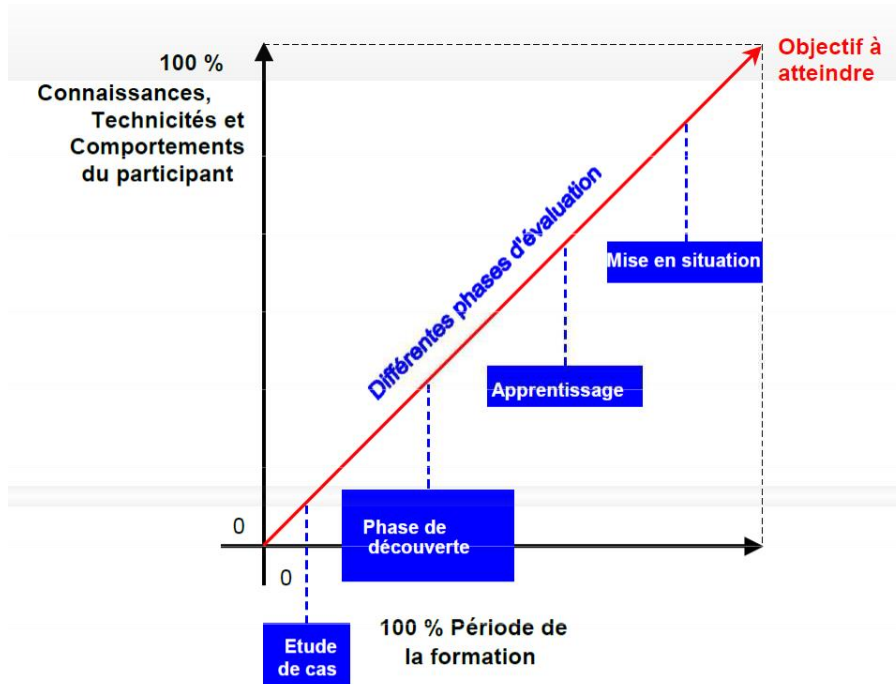 100 %
Connaissances,
Technicités et
Comportements
du participant
Objectif à
atteindre
Différentes phases d'évaluation
Mise en situation
Apprentissage
Phase de
découverte
0
0
Etude
de cas
100 % Période de
la formation